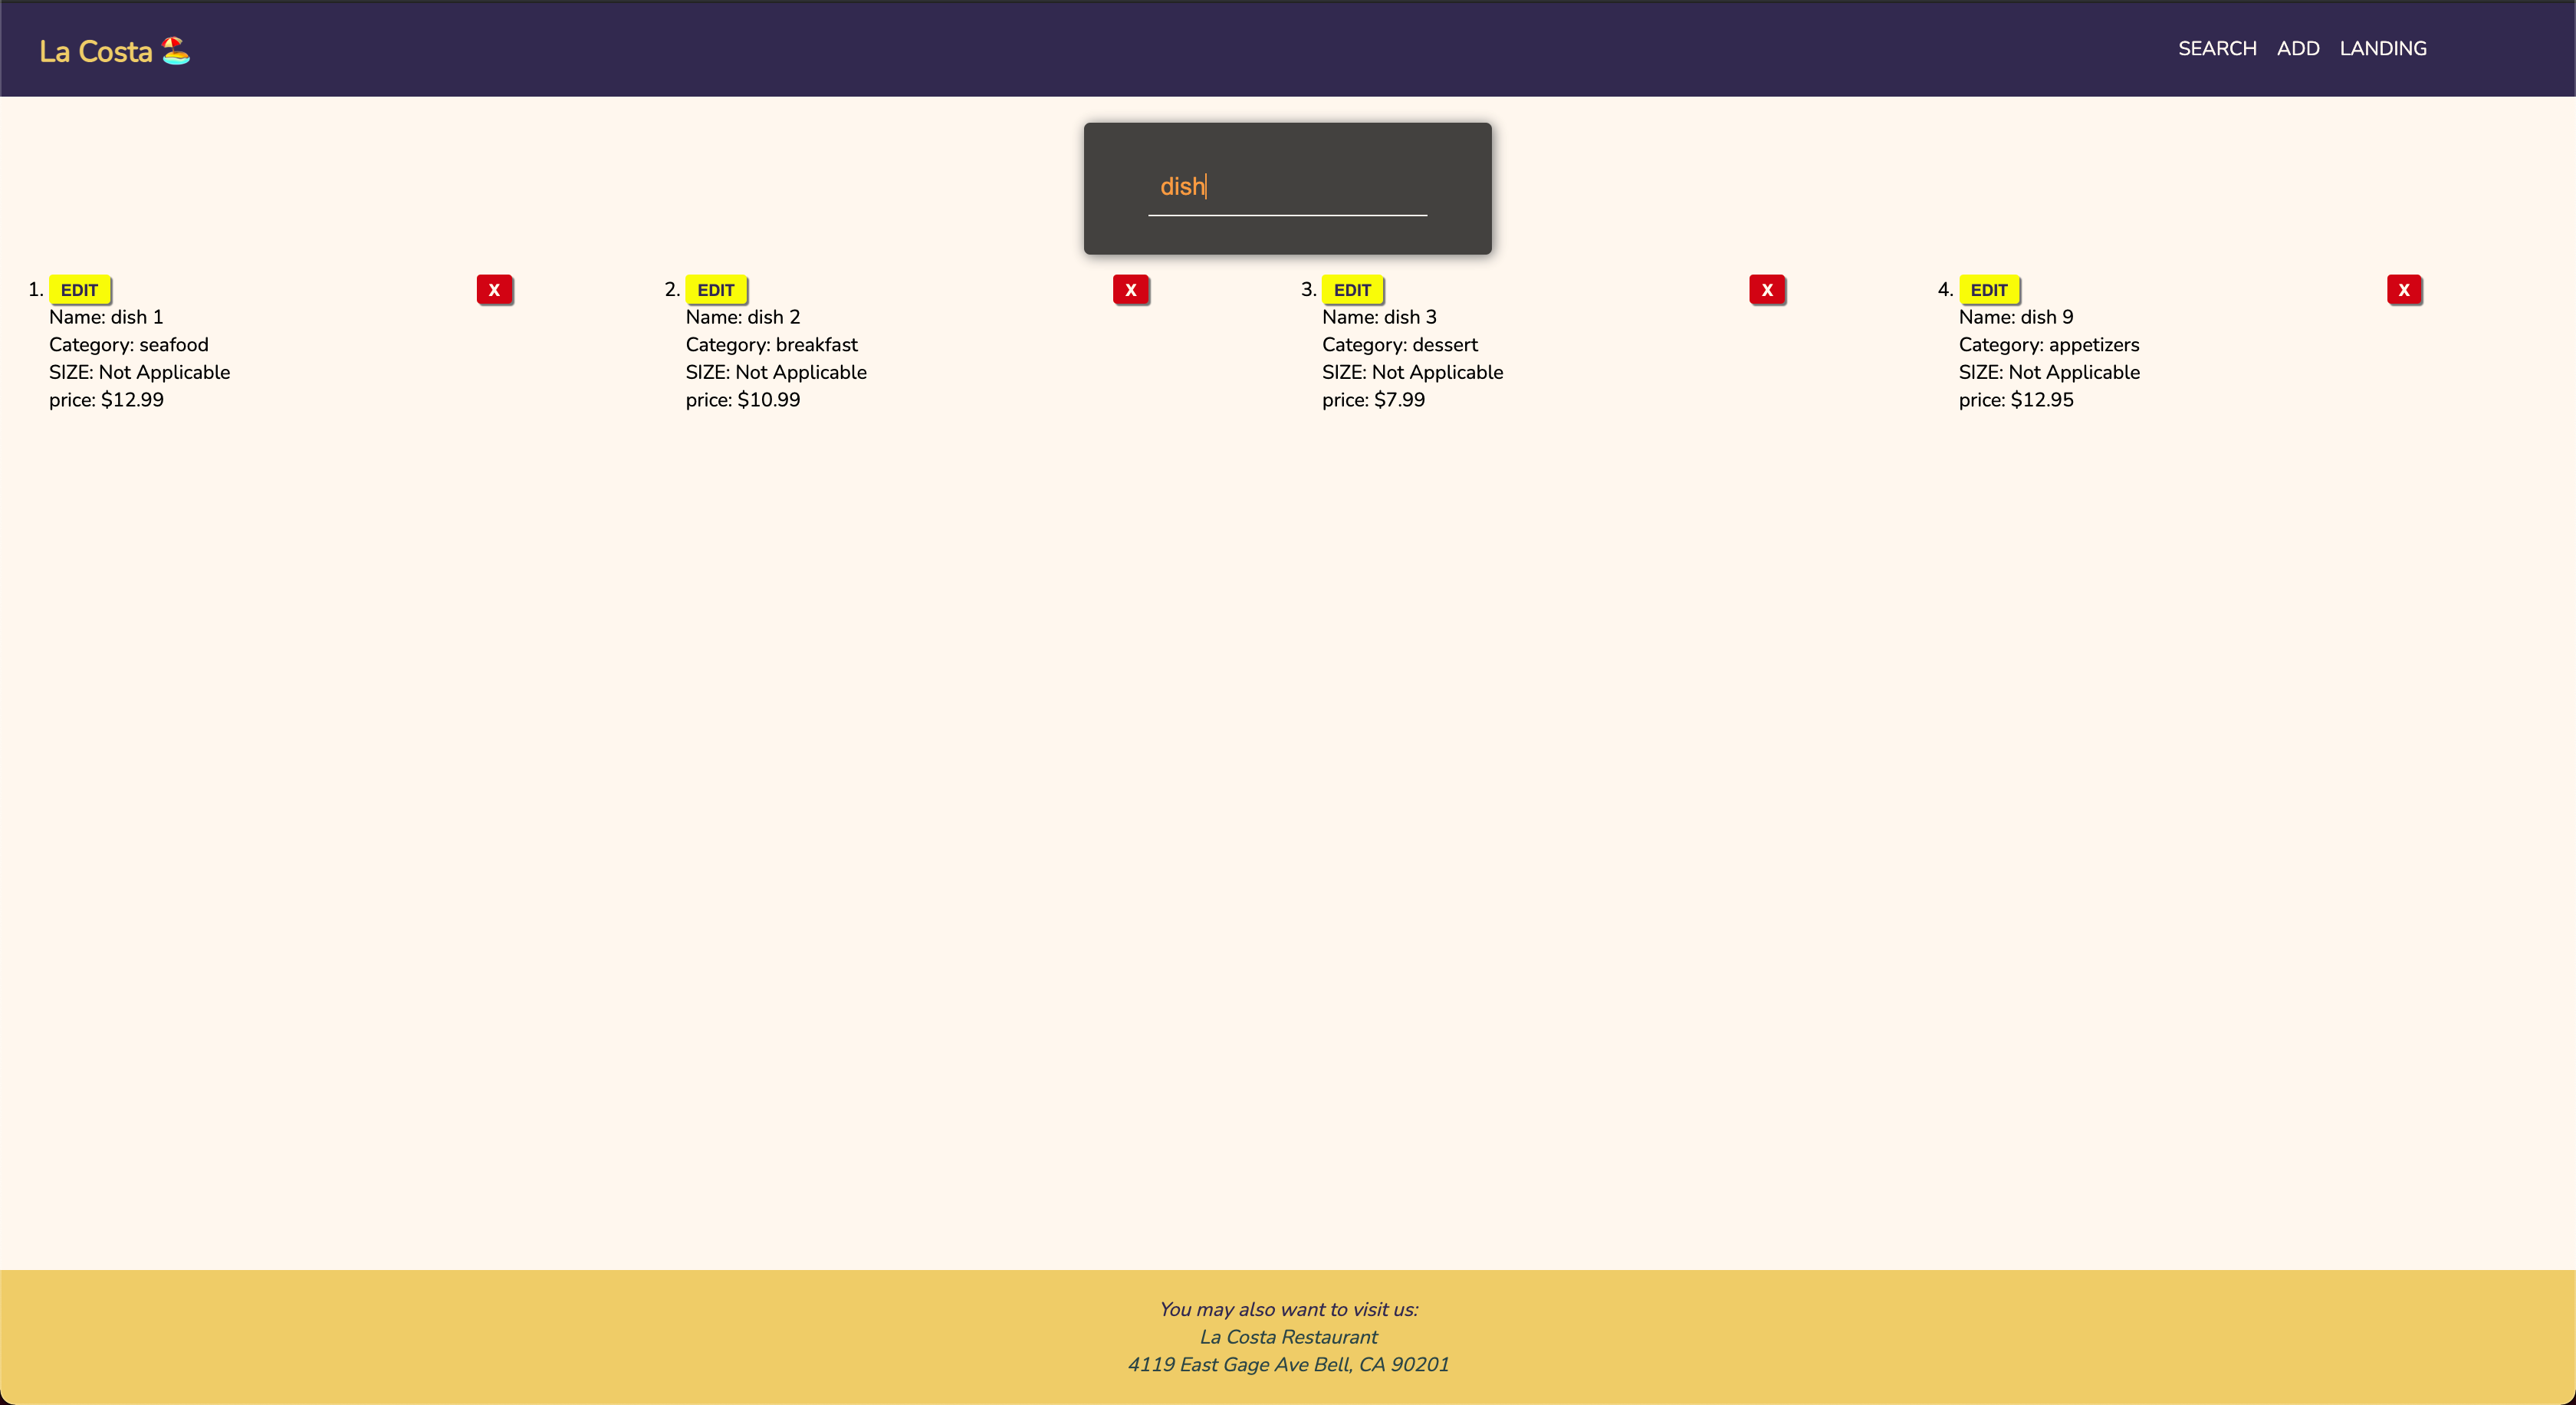 La Costa 🏖️
SEARCH ADD LANDING
dish
1. EDIT X
Name: dish 1
Category: seafood
SIZE: Not Applicable
price: $12.99
2. EDIT X
Name: dish 2
Category: breakfast
SIZE: Not Applicable
price: $10.99
3. EDIT X
Name: dish 3
Category: dessert
SIZE: Not Applicable
price: $7.99
4. EDIT X
Name: dish 9
Category: appetizers
SIZE: Not Applicable
price: $12.95
You may also want to visit us:
La Costa Restaurant
4119 East Gage Ave Bell, CA 90201